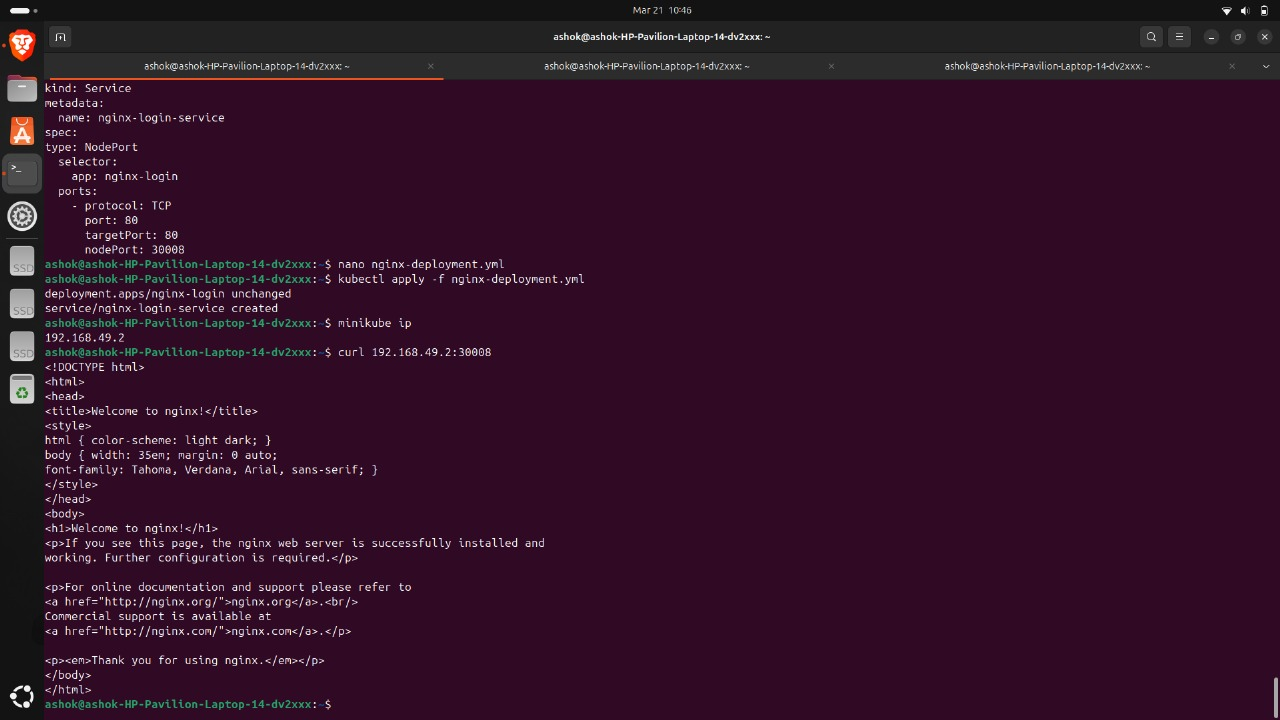 Mar 21 10:46
ashok@ashok-HP-Pavilion-Laptop-14-dv2xxx: ~
ashok@ashok-HP-Pavilion-Laptop-14-dv2xxx: ~
ashok@ashok-HP-Pavilion-Laptop-14-dv2xxx: ~
ashok@ashok-HP-Pavilion-Laptop-14-dv2xxx: ~
kind: Service
metadata:
  name: nginx-login-service
spec:
type: NodePort
  selector:
    app: nginx-login
  ports:
    - protocol: TCP
      port: 80
      targetPort: 80
      nodePort: 30008
ashok@ashok-HP-Pavilion-Laptop-14-dv2xxx:~$ nano nginx-deployment.yml
ashok@ashok-HP-Pavilion-Laptop-14-dv2xxx:~$ kubectl apply -f nginx-deployment.yml
deployment.apps/nginx-login unchanged
service/nginx-login-service created
ashok@ashok-HP-Pavilion-Laptop-14-dv2xxx:~$ minikube ip
192.168.49.2
ashok@ashok-HP-Pavilion-Laptop-14-dv2xxx:~$ curl 192.168.49.2:30008
<!DOCTYPE html>
<html>
<head>
<title>Welcome to nginx!</title>
<style>
html { color-scheme: light dark; }
body { width: 35em; margin: 0 auto;
font-family: Tahoma, Verdana, Arial, sans-serif; }
</style>
</head>
<body>
<h1>Welcome to nginx!</h1>
<p>If you see this page, the nginx web server is successfully installed and
working. Further configuration is required.</p>

<p>For online documentation and support please refer to
<a href="http://nginx.org/">nginx.org</a>.<br/>
Commercial support is available at
<a href="http://nginx.com/">nginx.com</a>.</p>

<p><em>Thank you for using nginx.</em></p>
</body>
</html>
ashok@ashok-HP-Pavilion-Laptop-14-dv2xxx:~$
SSD
SSD
SSD